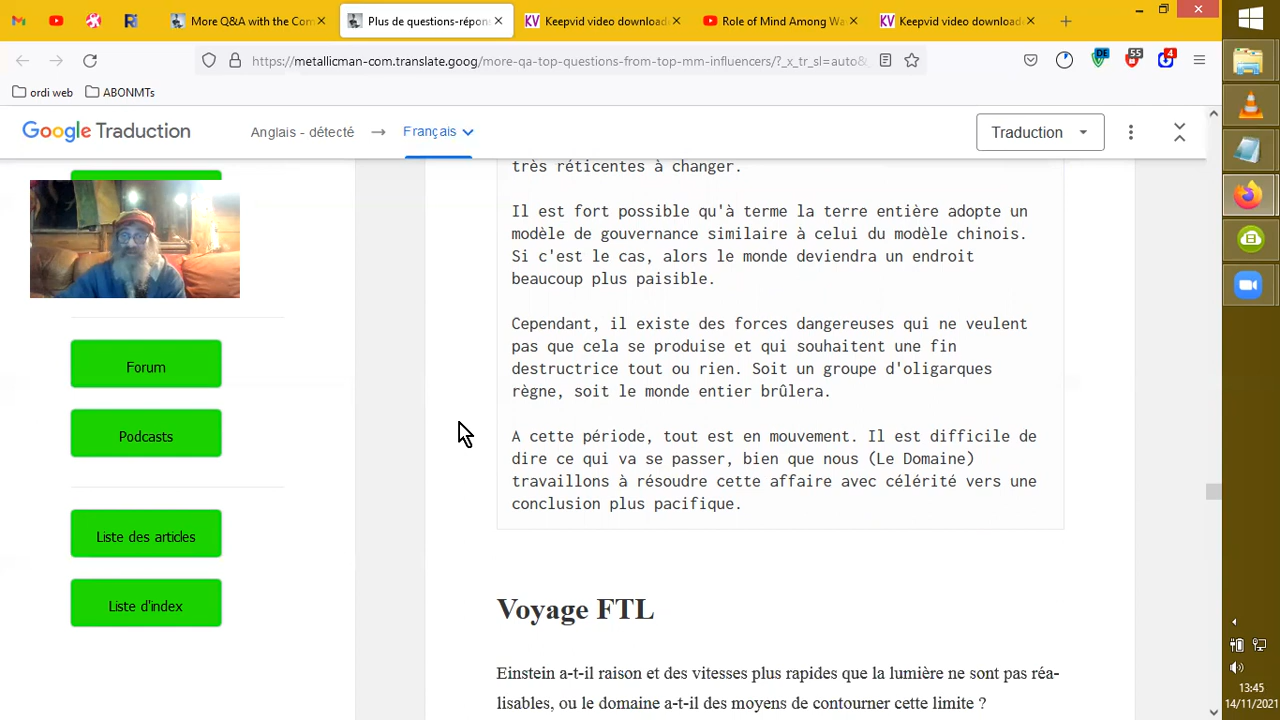 More Q&A with the Com
Plus de questions-répon
Keepvid video download
Role of Mind Among Wa
Keepvid video download
https://metallicman-com.translate.goog/more-qa-with-questions-from-top-mm-influencers/?_x_tr_sl=auto&
DE
55
4
ordi web
ABONMTs
Google Traduction
Anglais - détecté
Français
Traduction
très réticentes à changer.
Il est fort possible qu'à terme la terre entière adopte un
modèle de gouvernance similaire à celui du modèle chinois.
Si c'est le cas, alors le monde deviendra un endroit
beaucoup plus paisible.
Cependant, il existe des forces dangereuses qui ne veulent
pas que cela se produise et qui souhaitent une fin
destructrice tout ou rien. Soit un groupe d'oligarques
règne, soit le monde entier brûlera.
A cette période, tout est en mouvement. Il est difficile de
dire ce qui va se passer, bien que nous (Le Domaine)
travaillons à résoudre cette affaire avec célérité vers une
conclusion plus pacifique.
Voyage FTL
Einstein a-t-il raison et des vitesses plus rapides que la lumière ne sont pas réa-
lisables, ou le domaine a-t-il des moyens de contourner cette limite ?
Forum
Podcasts
Liste des articles
Liste d'index
13:45
14/11/2021